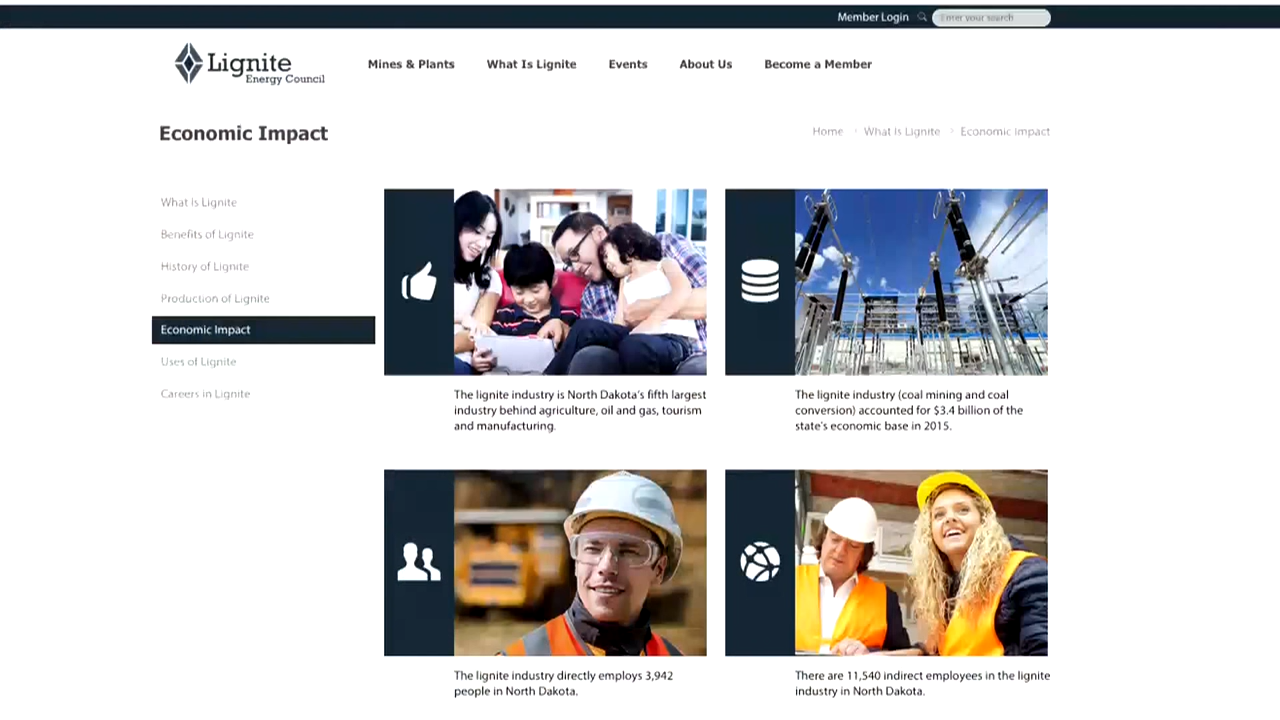 Member Login
Enter your search
Lignite
Energy Council
Mines & Plants What Is Lignite Events About Us Become a Member
Economic Impact
Home › What Is Lignite › Economic Impact
What is Lignite
Benefits of Lignite
History of Lignite
Production of Lignite
Economic Impact
Uses of Lignite
Careers in Lignite
The lignite industry is North Dakota's fifth largest
industry behind agriculture, oil and gas, tourism
and manufacturing.
The lignite industry (coal mining and coal
conversion) accounted for $3.4 billion of the
state's economic base in 2015.
The lignite industry directly employs 3,942
people in North Dakota.
There are 11,540 indirect employees in the lignite
industry in North Dakota.